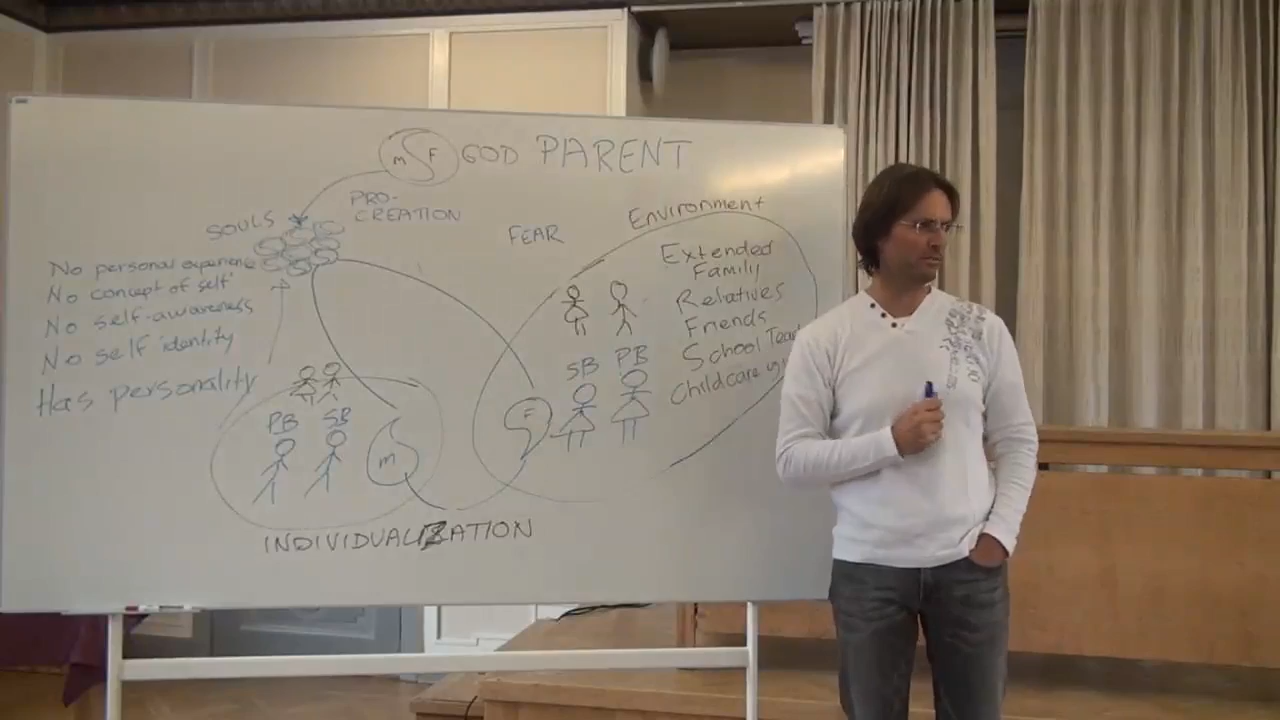 M F GOD PARENT
PRO-
CREATION
SOULS
No personal experience
No concept of self
No self-awareness
No self identity
Has personality
PB SB
M
INDIVIDUALIZATION
FEAR
Environment
Extended
Family
Relatives
Friends
School
Childcare
SB PB
F